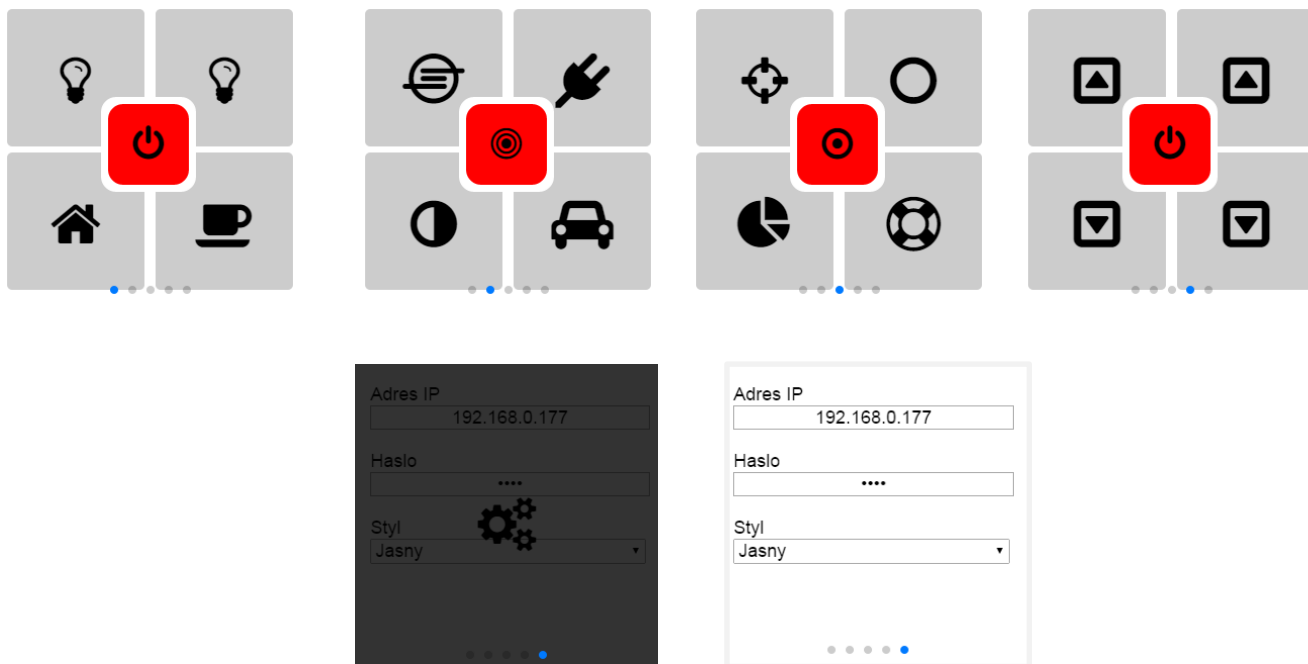 Adres IP
192.168.0.177
Haslo
••••
Styl
Jasny
Adres IP
192.168.0.177
Haslo
••••
Styl
Jasny